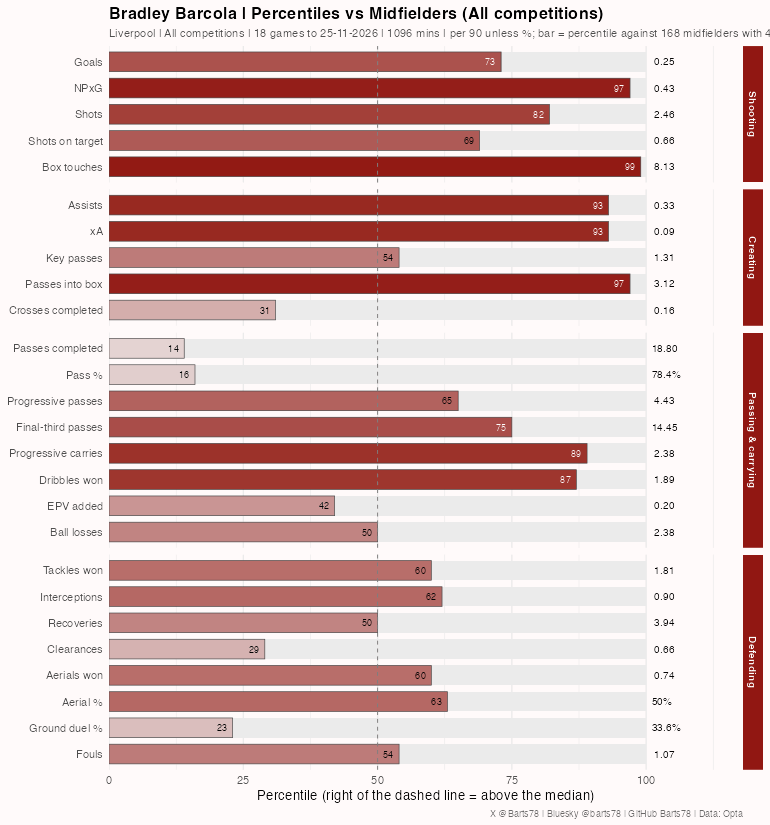 Bradley Barcola | Percentiles vs Midfielders (All competitions)
Liverpool | All competitions | 18 games to 25-11-2026 | 1096 mins | per 90 unless %; bar = percentile against 168 midfielders with 4
Shooting
Goals 73 0.25
NPxG 97 0.43
Shots 82 2.46
Shots on target 69 0.66
Box touches 99 8.13
Creating
Assists 93 0.33
xA 93 0.09
Key passes 54 1.31
Passes into box 97 3.12
Crosses completed 31 0.16
Passing & carrying
Passes completed 14 18.80
Pass % 16 78.4%
Progressive passes 65 4.43
Final-third passes 75 14.45
Progressive carries 89 2.38
Dribbles won 87 1.89
EPV added 42 0.20
Ball losses 50 2.38
Defending
Tackles won 60 1.81
Interceptions 62 0.90
Recoveries 50 3.94
Clearances 29 0.66
Aerials won 60 0.74
Aerial % 63 50%
Ground duel % 23 33.6%
Fouls 54 1.07
0 25 50 75 100
Percentile (right of the dashed line = above the median)
X @Barts78 | Bluesky @barts78 | GitHub Barts78 | Data: Opta